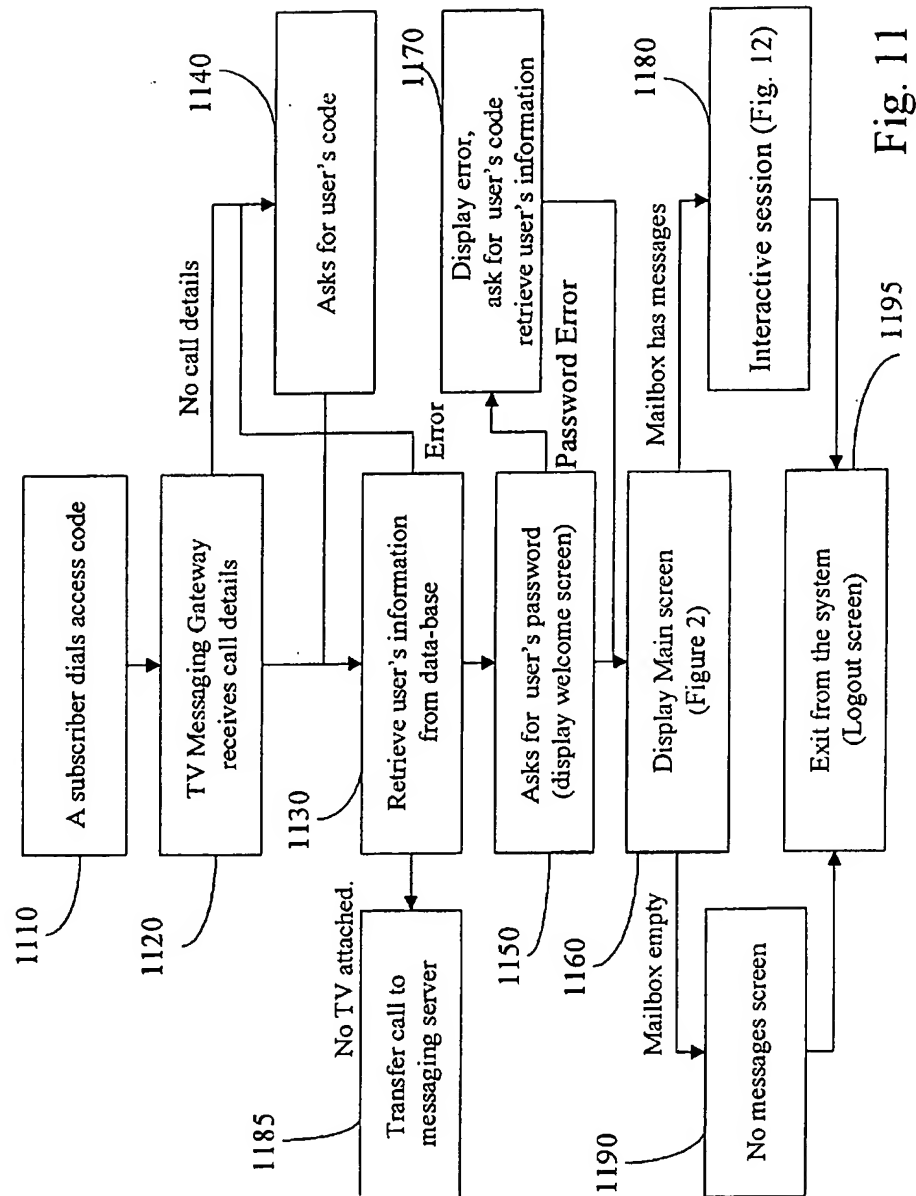 1110
A subscriber dials access code
1120
TV Messaging Gateway
receives call details
No call details
1140
Asks for user's code
1130
Retrieve user's information
from data-base
Error
No TV attached.
1185
Transfer call to
messaging server
1150
Asks for user's password
(display welcome screen)
Password Error
1170
Display error,
ask for user's code
retrieve user's information
1160
Display Main screen
(Figure 2)
Mailbox empty
Mailbox has messages
1190
No messages screen
1180
Interactive session (Fig. 12)
1195
Exit from the system
(Logout screen)
Fig. 11